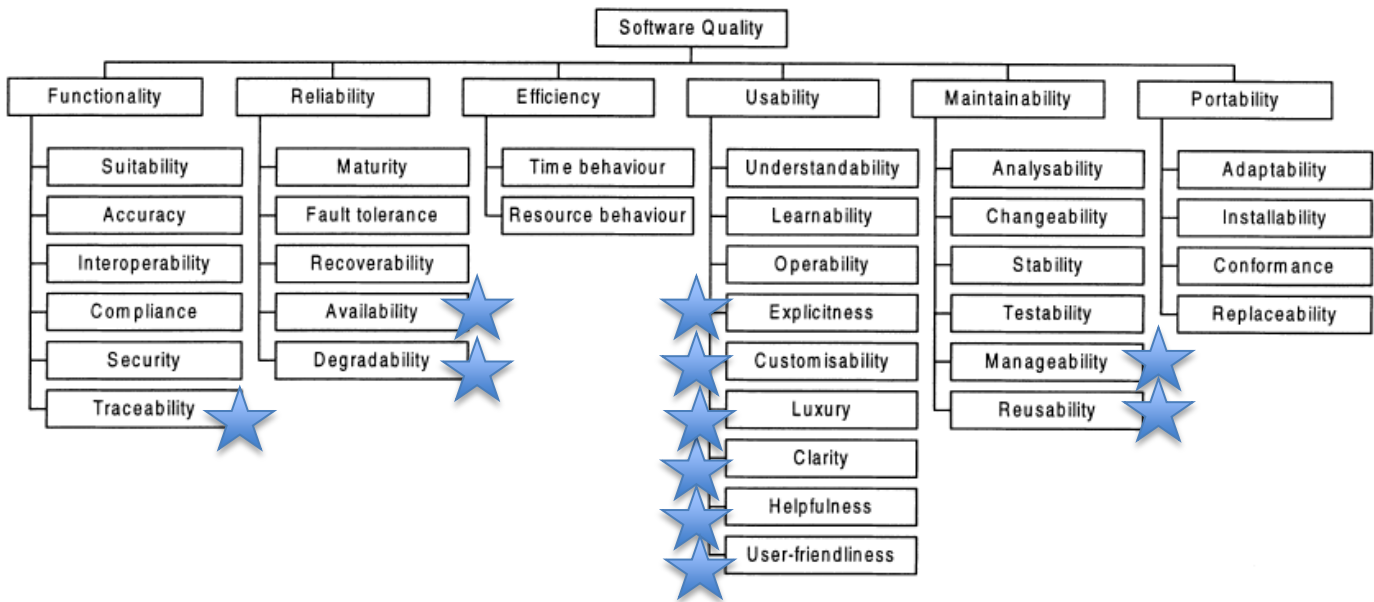 Software Quality
Functionality
Reliability
Efficiency
Usability
Maintainability
Portability
Suitability
Accuracy
Interoperability
Compliance
Security
Traceability
Maturity
Fault tolerance
Recoverability
Availability
Degradability
Time behaviour
Resource behaviour
Understandability
Learnability
Operability
Explicitness
Customisability
Luxury
Clarity
Helpfulness
User-friendliness
Analysability
Changeability
Stability
Testability
Manageability
Reusability
Adaptability
Installability
Conformance
Replaceability